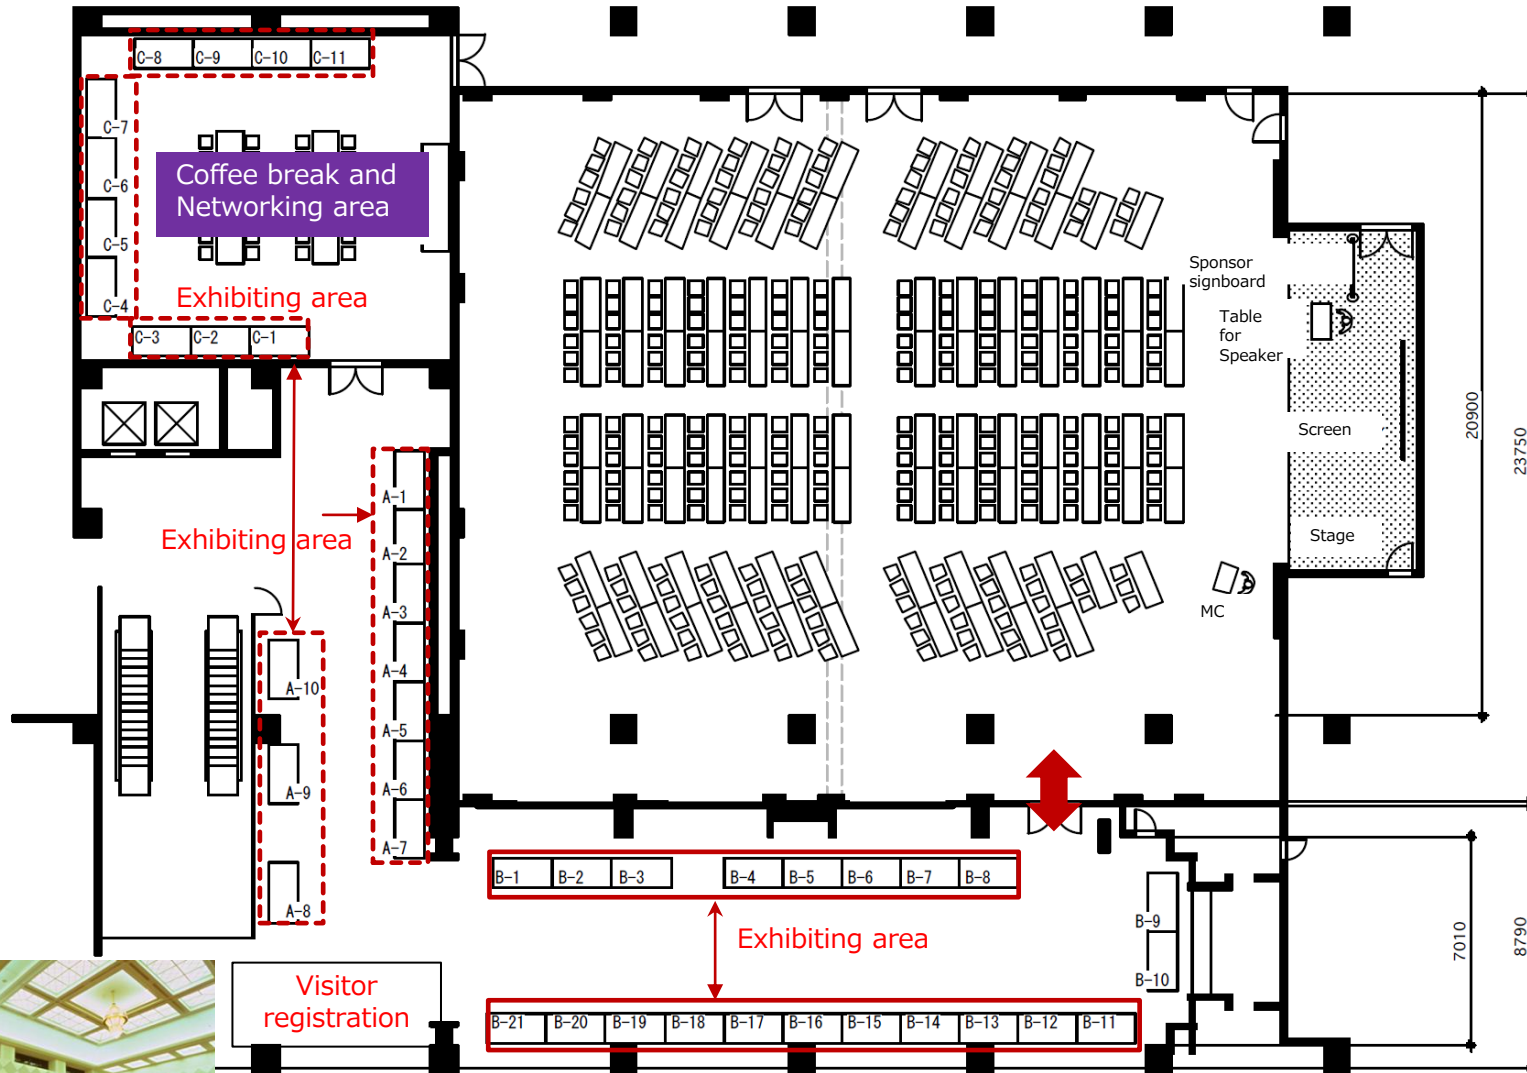 C-8
C-9
C-10
C-11
C-7
C-6
C-5
C-4
Coffee break and
Networking area
Exhibiting area
C-3
C-2
C-1
Sponsor
signboard
Table
for
Speaker
Screen
Stage
MC
20900
23750
A-1
A-2
A-3
A-4
A-5
A-6
A-7
Exhibiting area
A-10
A-9
A-8
B-1
B-2
B-3
B-4
B-5
B-6
B-7
B-8
Exhibiting area
B-9
B-10
7010
8790
Visitor
registration
B-21
B-20
B-19
B-18
B-17
B-16
B-15
B-14
B-13
B-12
B-11